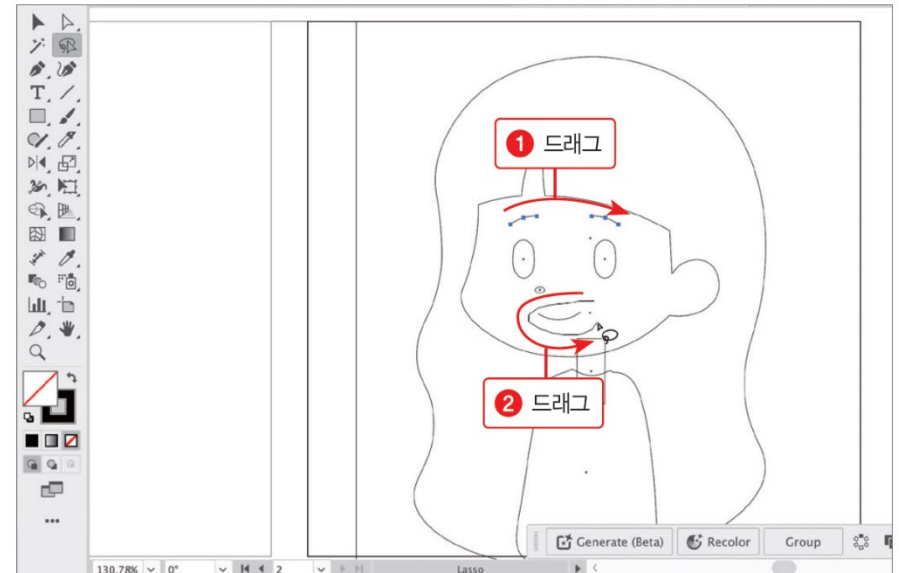 1 드래그
2 드래그
Generate (Beta)
Recolor
Group
130.78%
0°
2
Lasso